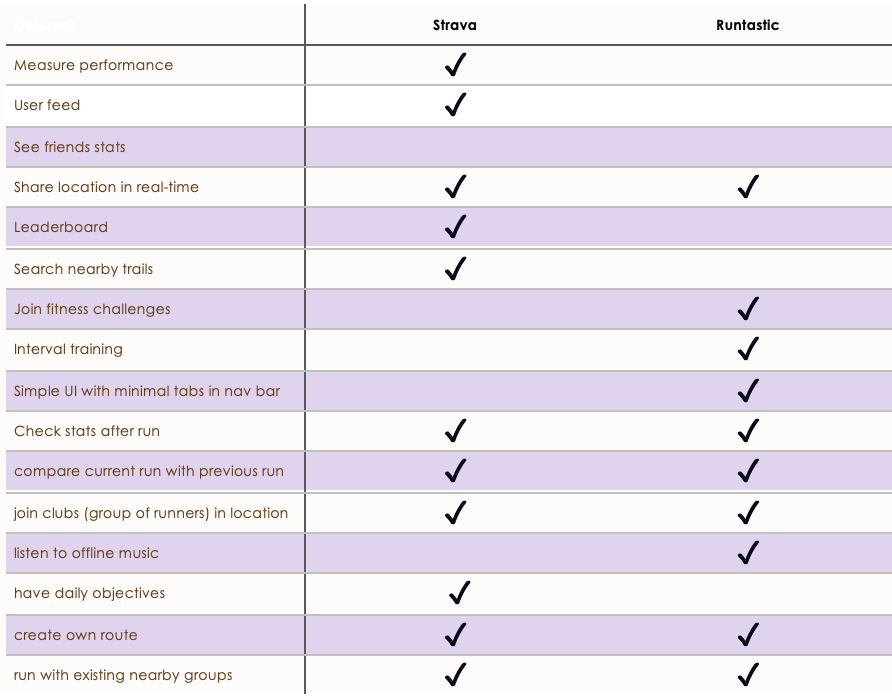 Strava Runtastic
Measure performance ✓
User feed ✓
See friends stats
Share location in real-time ✓ ✓
Leaderboard ✓
Search nearby trails ✓
Join fitness challenges ✓
Interval training ✓
Simple UI with minimal tabs in nav bar ✓
Check stats after run ✓ ✓
compare current run with previous run ✓ ✓
join clubs (group of runners) in location ✓ ✓
listen to offline music ✓
have daily objectives ✓
create own route ✓ ✓
run with existing nearby groups ✓ ✓